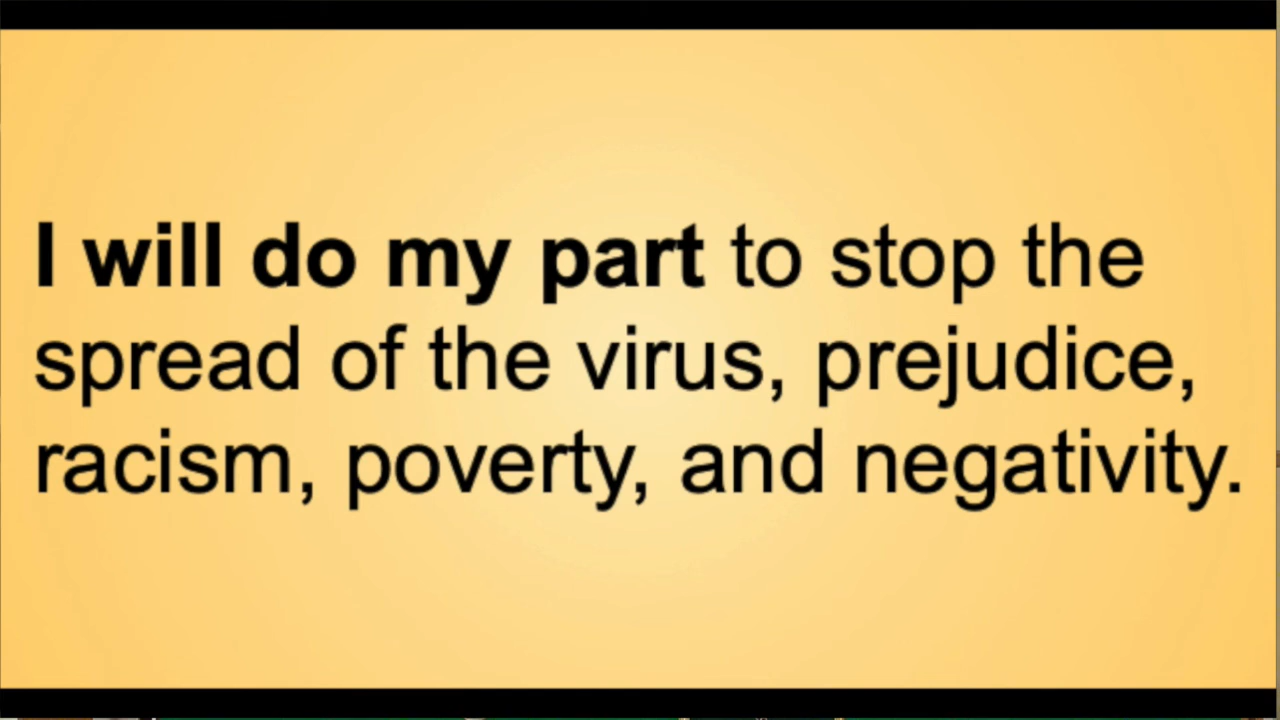 I will do my part to stop the
spread of the virus, prejudice,
racism, poverty, and negativity.